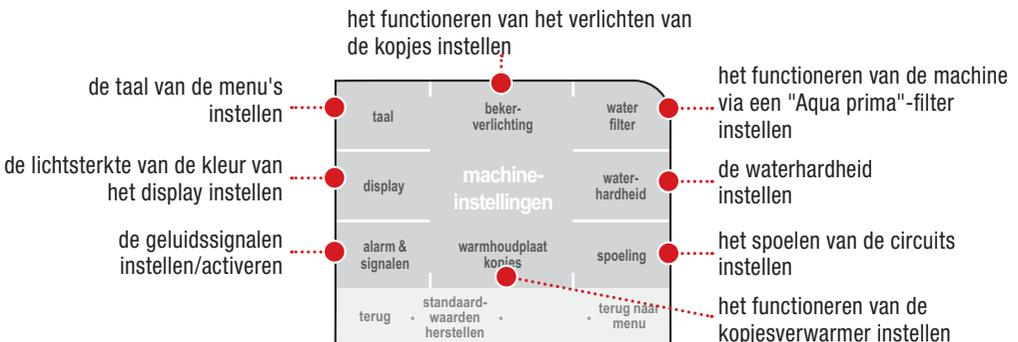 het functioneren van het verlichten van
de kopjes instellen
de taal van de menu's
instellen
het functioneren van de machine
via een "Aqua prima"-filter
instellen
taal
beker-
verlichting
water
filter
de lichtsterkte van de kleur van
het display instellen
de waterhardheid
instellen
display
machine-
instellingen
water-
hardheid
de geluidssignalen
instellen/activeren
het spoelen van de circuits
instellen
alarm &
signalen
warmhoudplaat
kopjes
spoeling
het functioneren van de
kopjesverwarmer instellen
terug
standaard-
waarden
herstellen
terug naar
menu